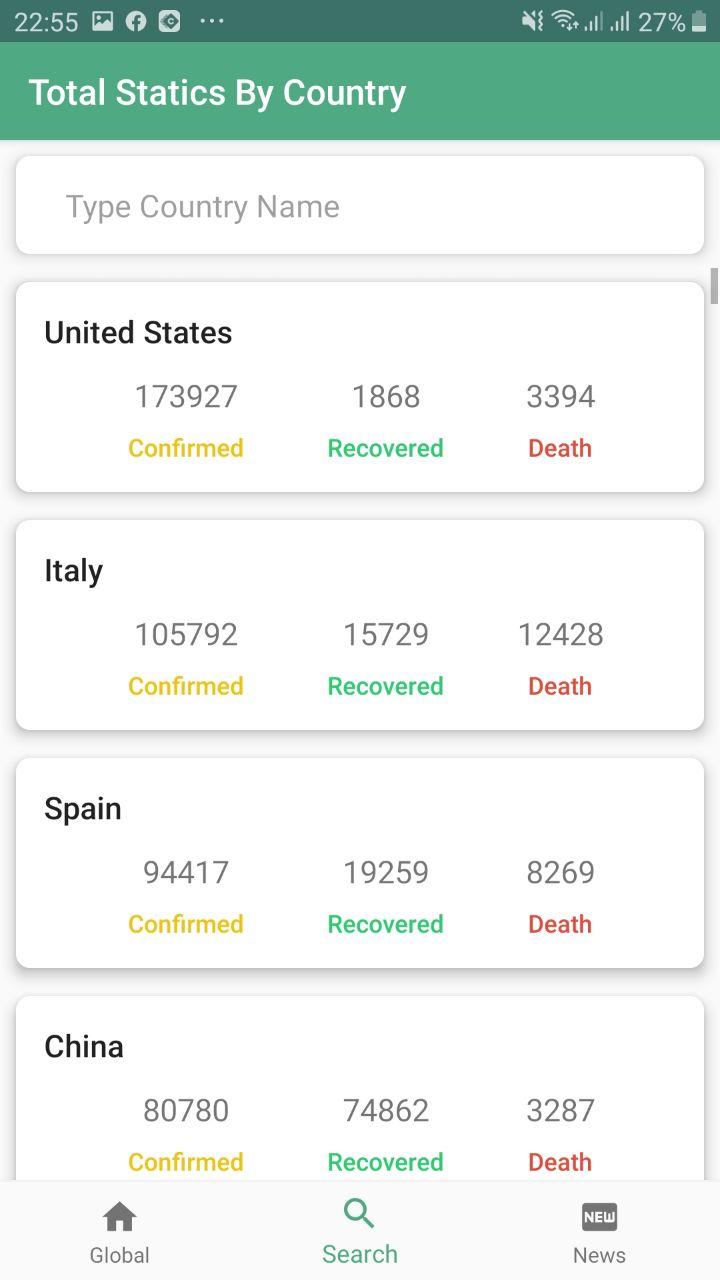 22:55 ... 27%
Total Statics By Country
Type Country Name
United States
173927 1868 3394
Confirmed Recovered Death
Italy
105792 15729 12428
Confirmed Recovered Death
Spain
94417 19259 8269
Confirmed Recovered Death
China
80780 74862 3287
Confirmed Recovered Death
NEW
Global Search News